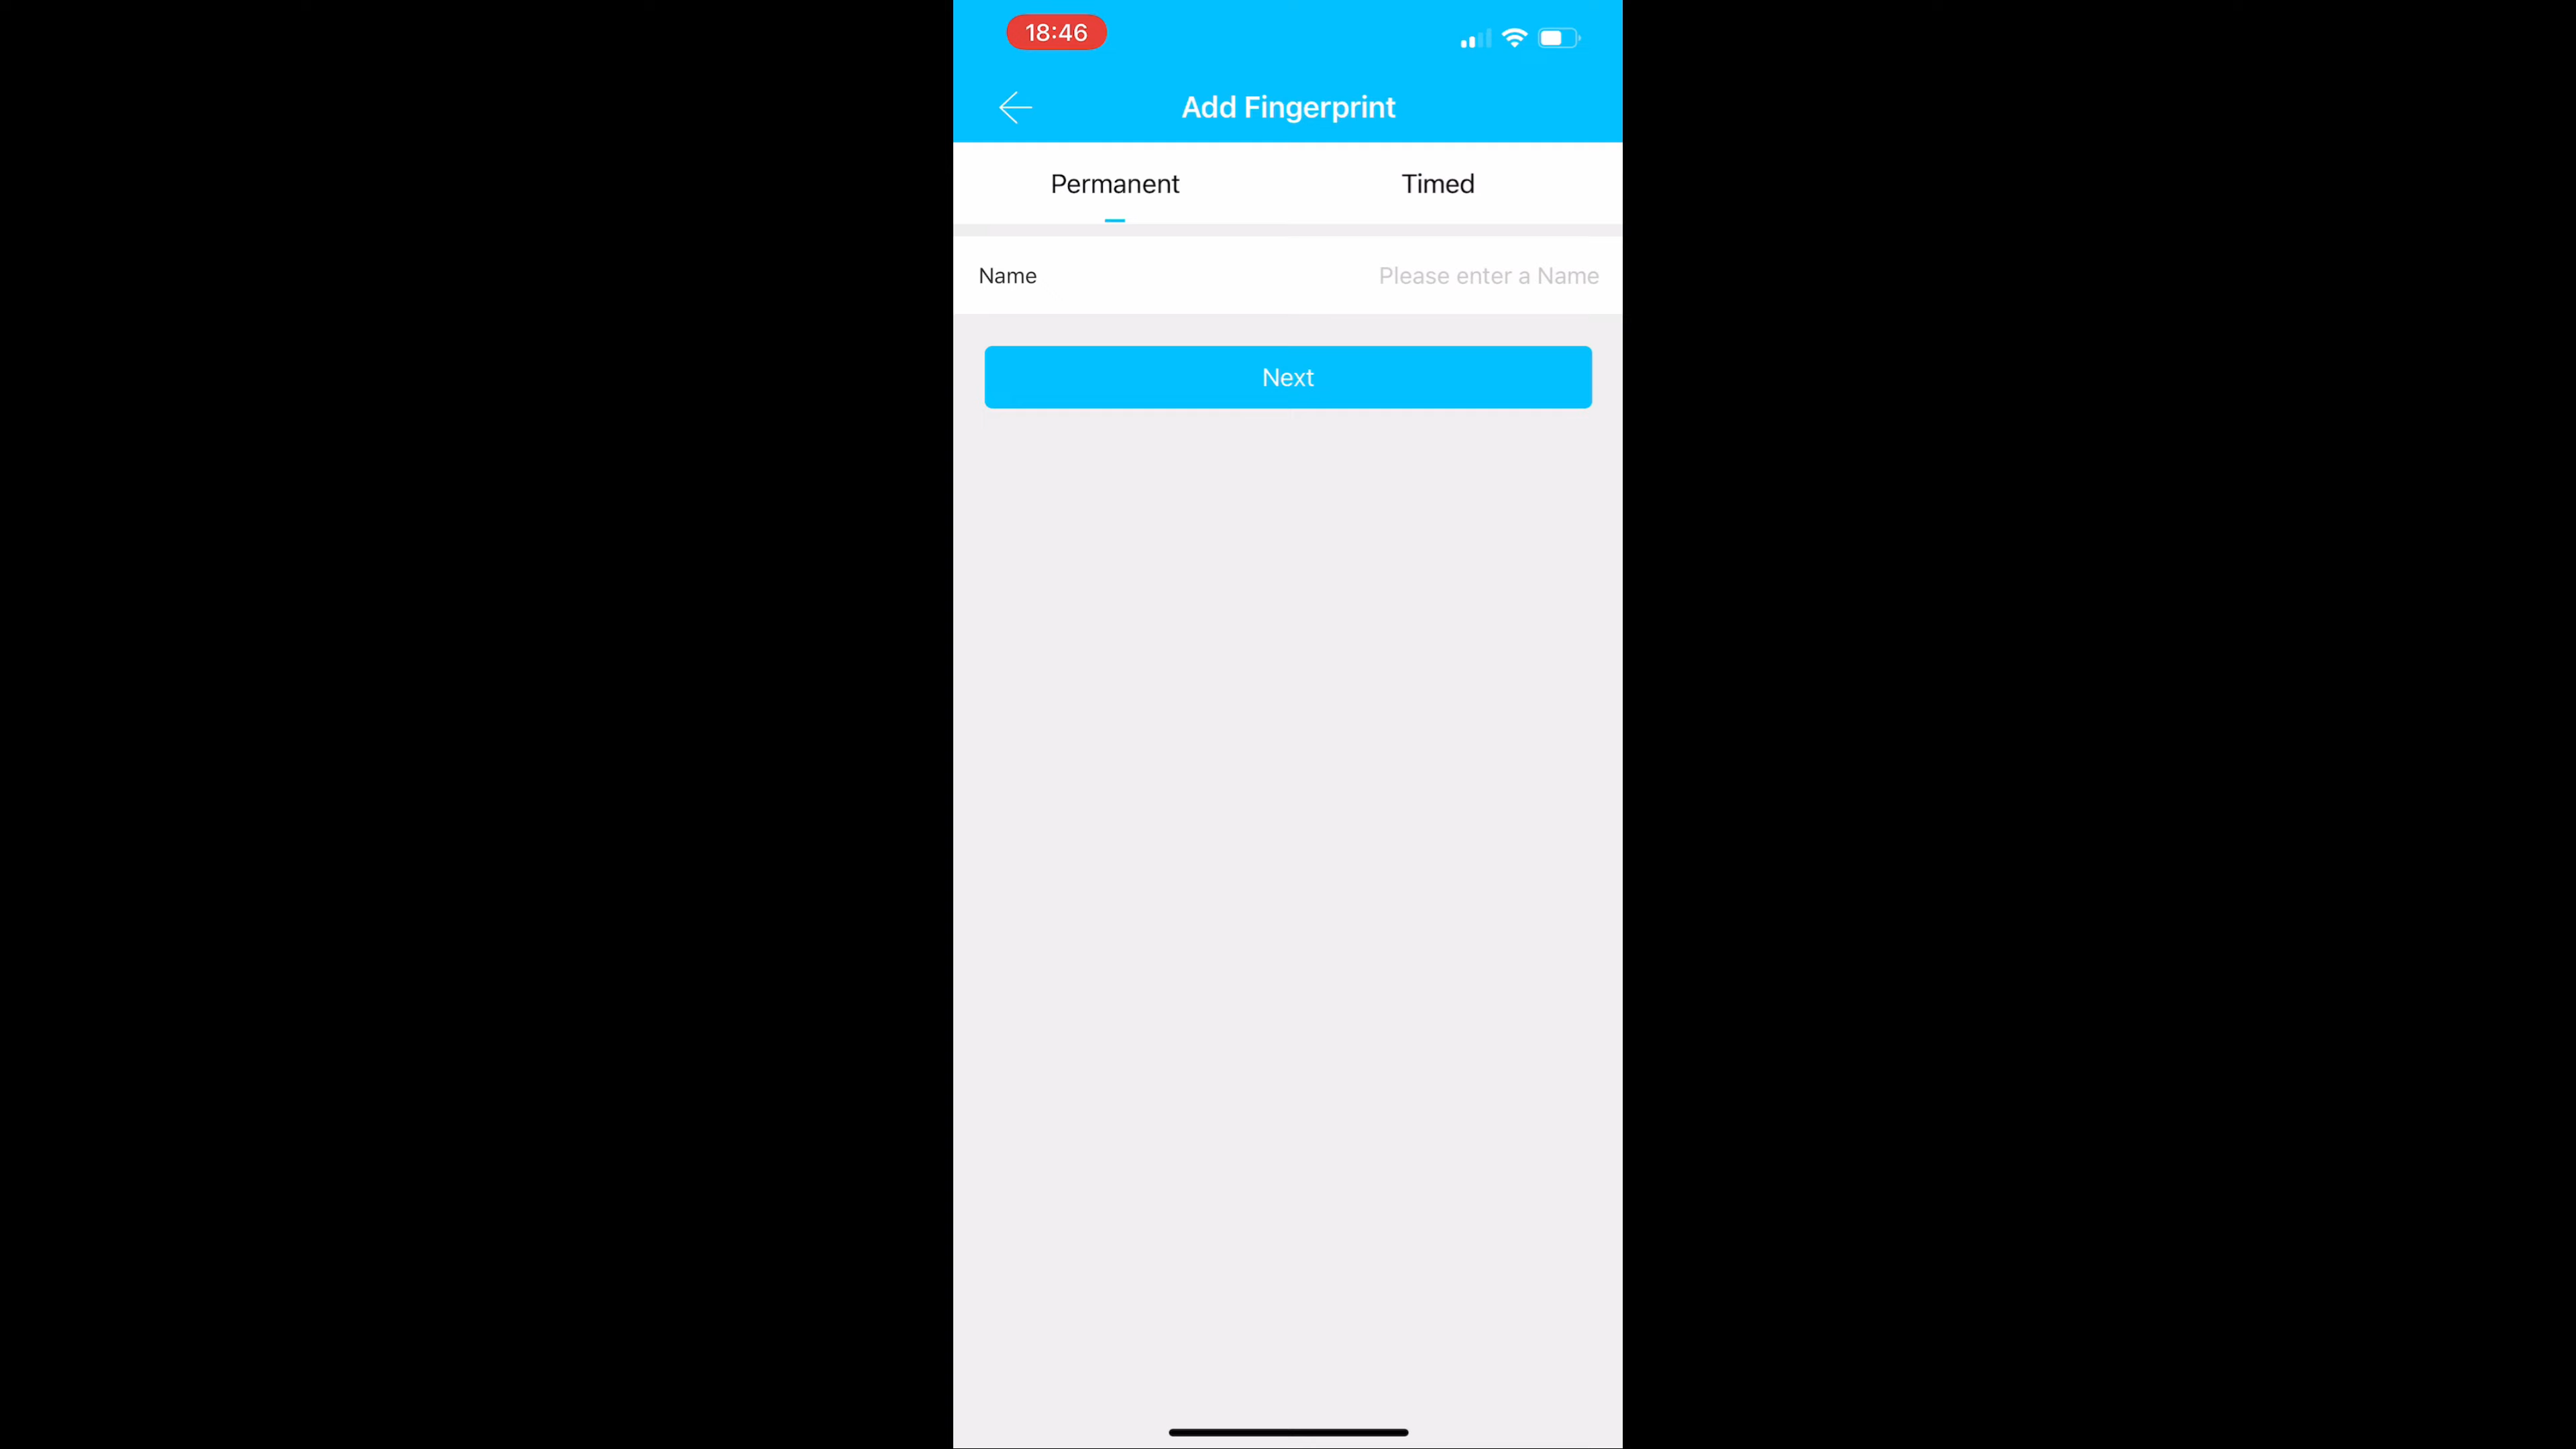 18:46
Add Fingerprint
Permanent
Timed
Name
Please enter a Name
Next